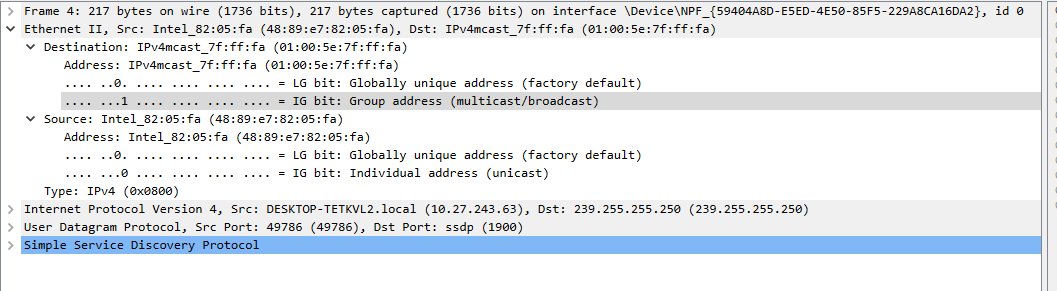 Frame 4: 217 bytes on wire (1736 bits), 217 bytes captured (1736 bits) on interface \Device\NPF_{59404A8D-E5ED-4E50-85F5-229A8CA16DA2}, id 0
Ethernet II, Src: Intel_82:05:fa (48:89:e7:82:05:fa), Dst: IPv4mcast_7f:ff:fa (01:00:5e:7f:ff:fa)
Destination: IPv4mcast_7f:ff:fa (01:00:5e:7f:ff:fa)
Address: IPv4mcast_7f:ff:fa (01:00:5e:7f:ff:fa)
.... ..0. .... .... .... .... = LG bit: Globally unique address (factory default)
.... ...1 .... .... .... .... = IG bit: Group address (multicast/broadcast)
Source: Intel_82:05:fa (48:89:e7:82:05:fa)
Address: Intel_82:05:fa (48:89:e7:82:05:fa)
.... ..0. .... .... .... .... = LG bit: Globally unique address (factory default)
.... ...0 .... .... .... .... = IG bit: Individual address (unicast)
Type: IPv4 (0x0800)
Internet Protocol Version 4, Src: DESKTOP-TETKVL2.local (10.27.243.63), Dst: 239.255.255.250 (239.255.255.250)
User Datagram Protocol, Src Port: 49786 (49786), Dst Port: ssdp (1900)
Simple Service Discovery Protocol